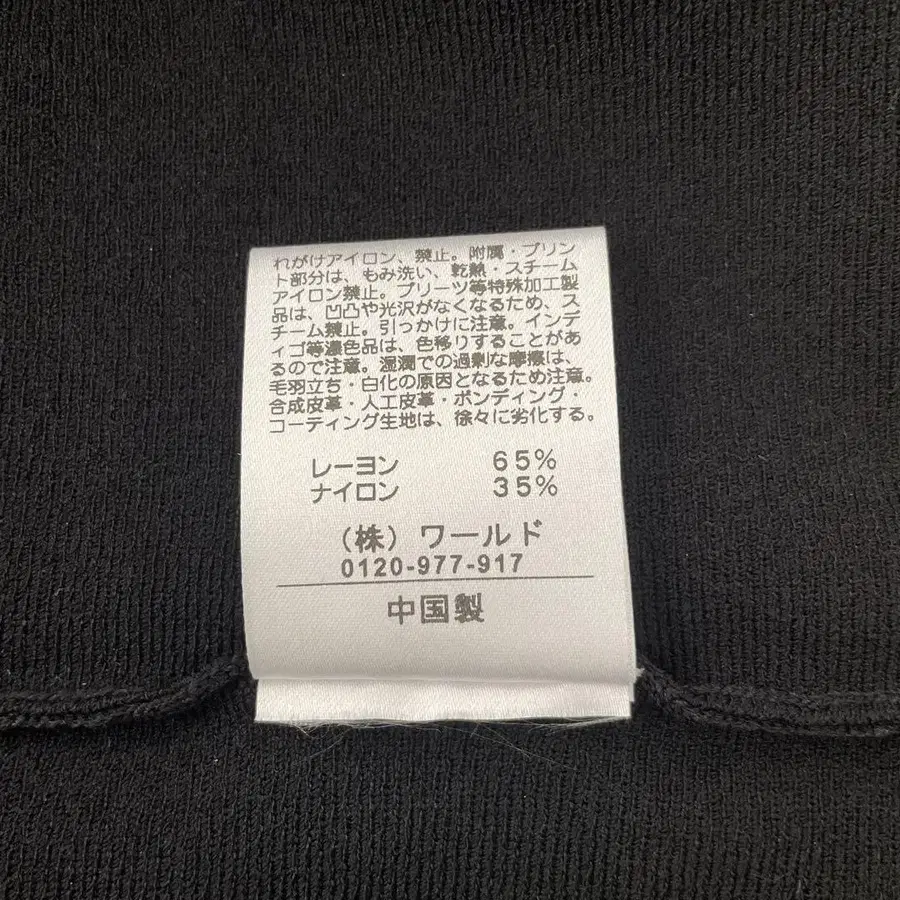 れがけアイロン、禁止。附属・プリン
ト部分は、もみ洗い、乾熱・スチーム
アイロン禁止。プリーツ等特殊加工製
品は、凹凸や光沢がなくなるため、ス
チーム禁止。引っかけに注意。インデ
ィゴ等濃色品は、色移りすることがあ
るので注意。湿潤での過剰な摩擦は、
毛羽立ち・白化の原因となるため注意。
合成皮革・人工皮革・ボンディング・
コーティング生地は、徐々に劣化する。
レーヨン 65%
ナイロン 35%
（株）ワールド
0120-977-917
中国製